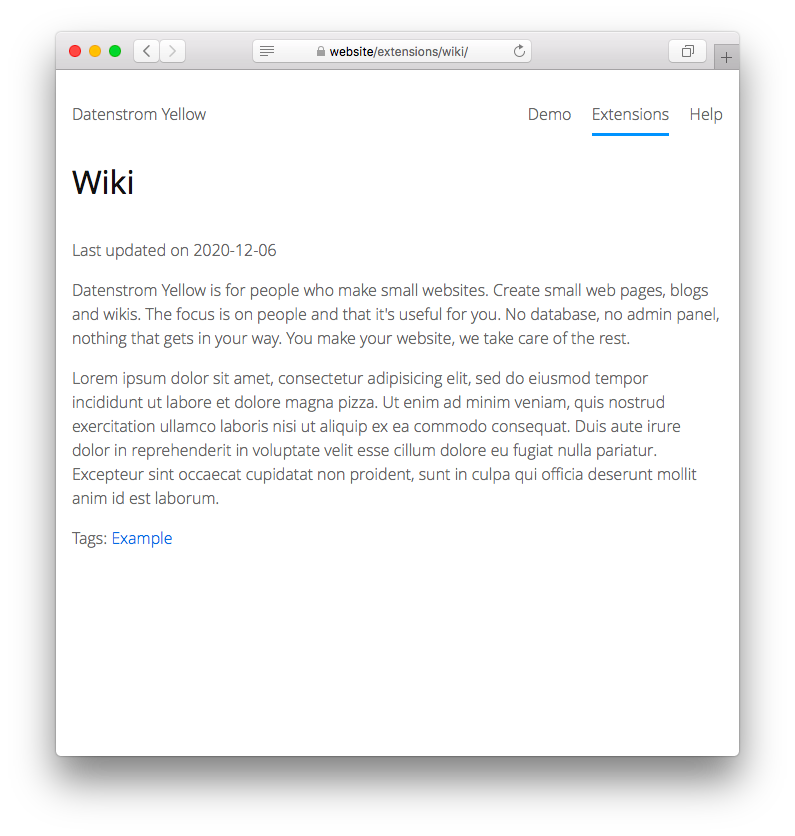 website/extensions/wiki/
Datenstrom Yellow
Demo Extensions Help
Wiki
Last updated on 2020-12-06
Datenstrom Yellow is for people who make small websites. Create small web pages, blogs
and wikis. The focus is on people and that it's useful for you. No database, no admin panel,
nothing that gets in your way. You make your website, we take care of the rest.
Lorem ipsum dolor sit amet, consectetur adipisicing elit, sed do eiusmod tempor
incididunt ut labore et dolore magna pizza. Ut enim ad minim veniam, quis nostrud
exercitation ullamco laboris nisi ut aliquip ex ea commodo consequat. Duis aute irure
dolor in reprehenderit in voluptate velit esse cillum dolore eu fugiat nulla pariatur.
Excepteur sint occaecat cupidatat non proident, sunt in culpa qui officia deserunt mollit
anim id est laborum.
Tags: Example